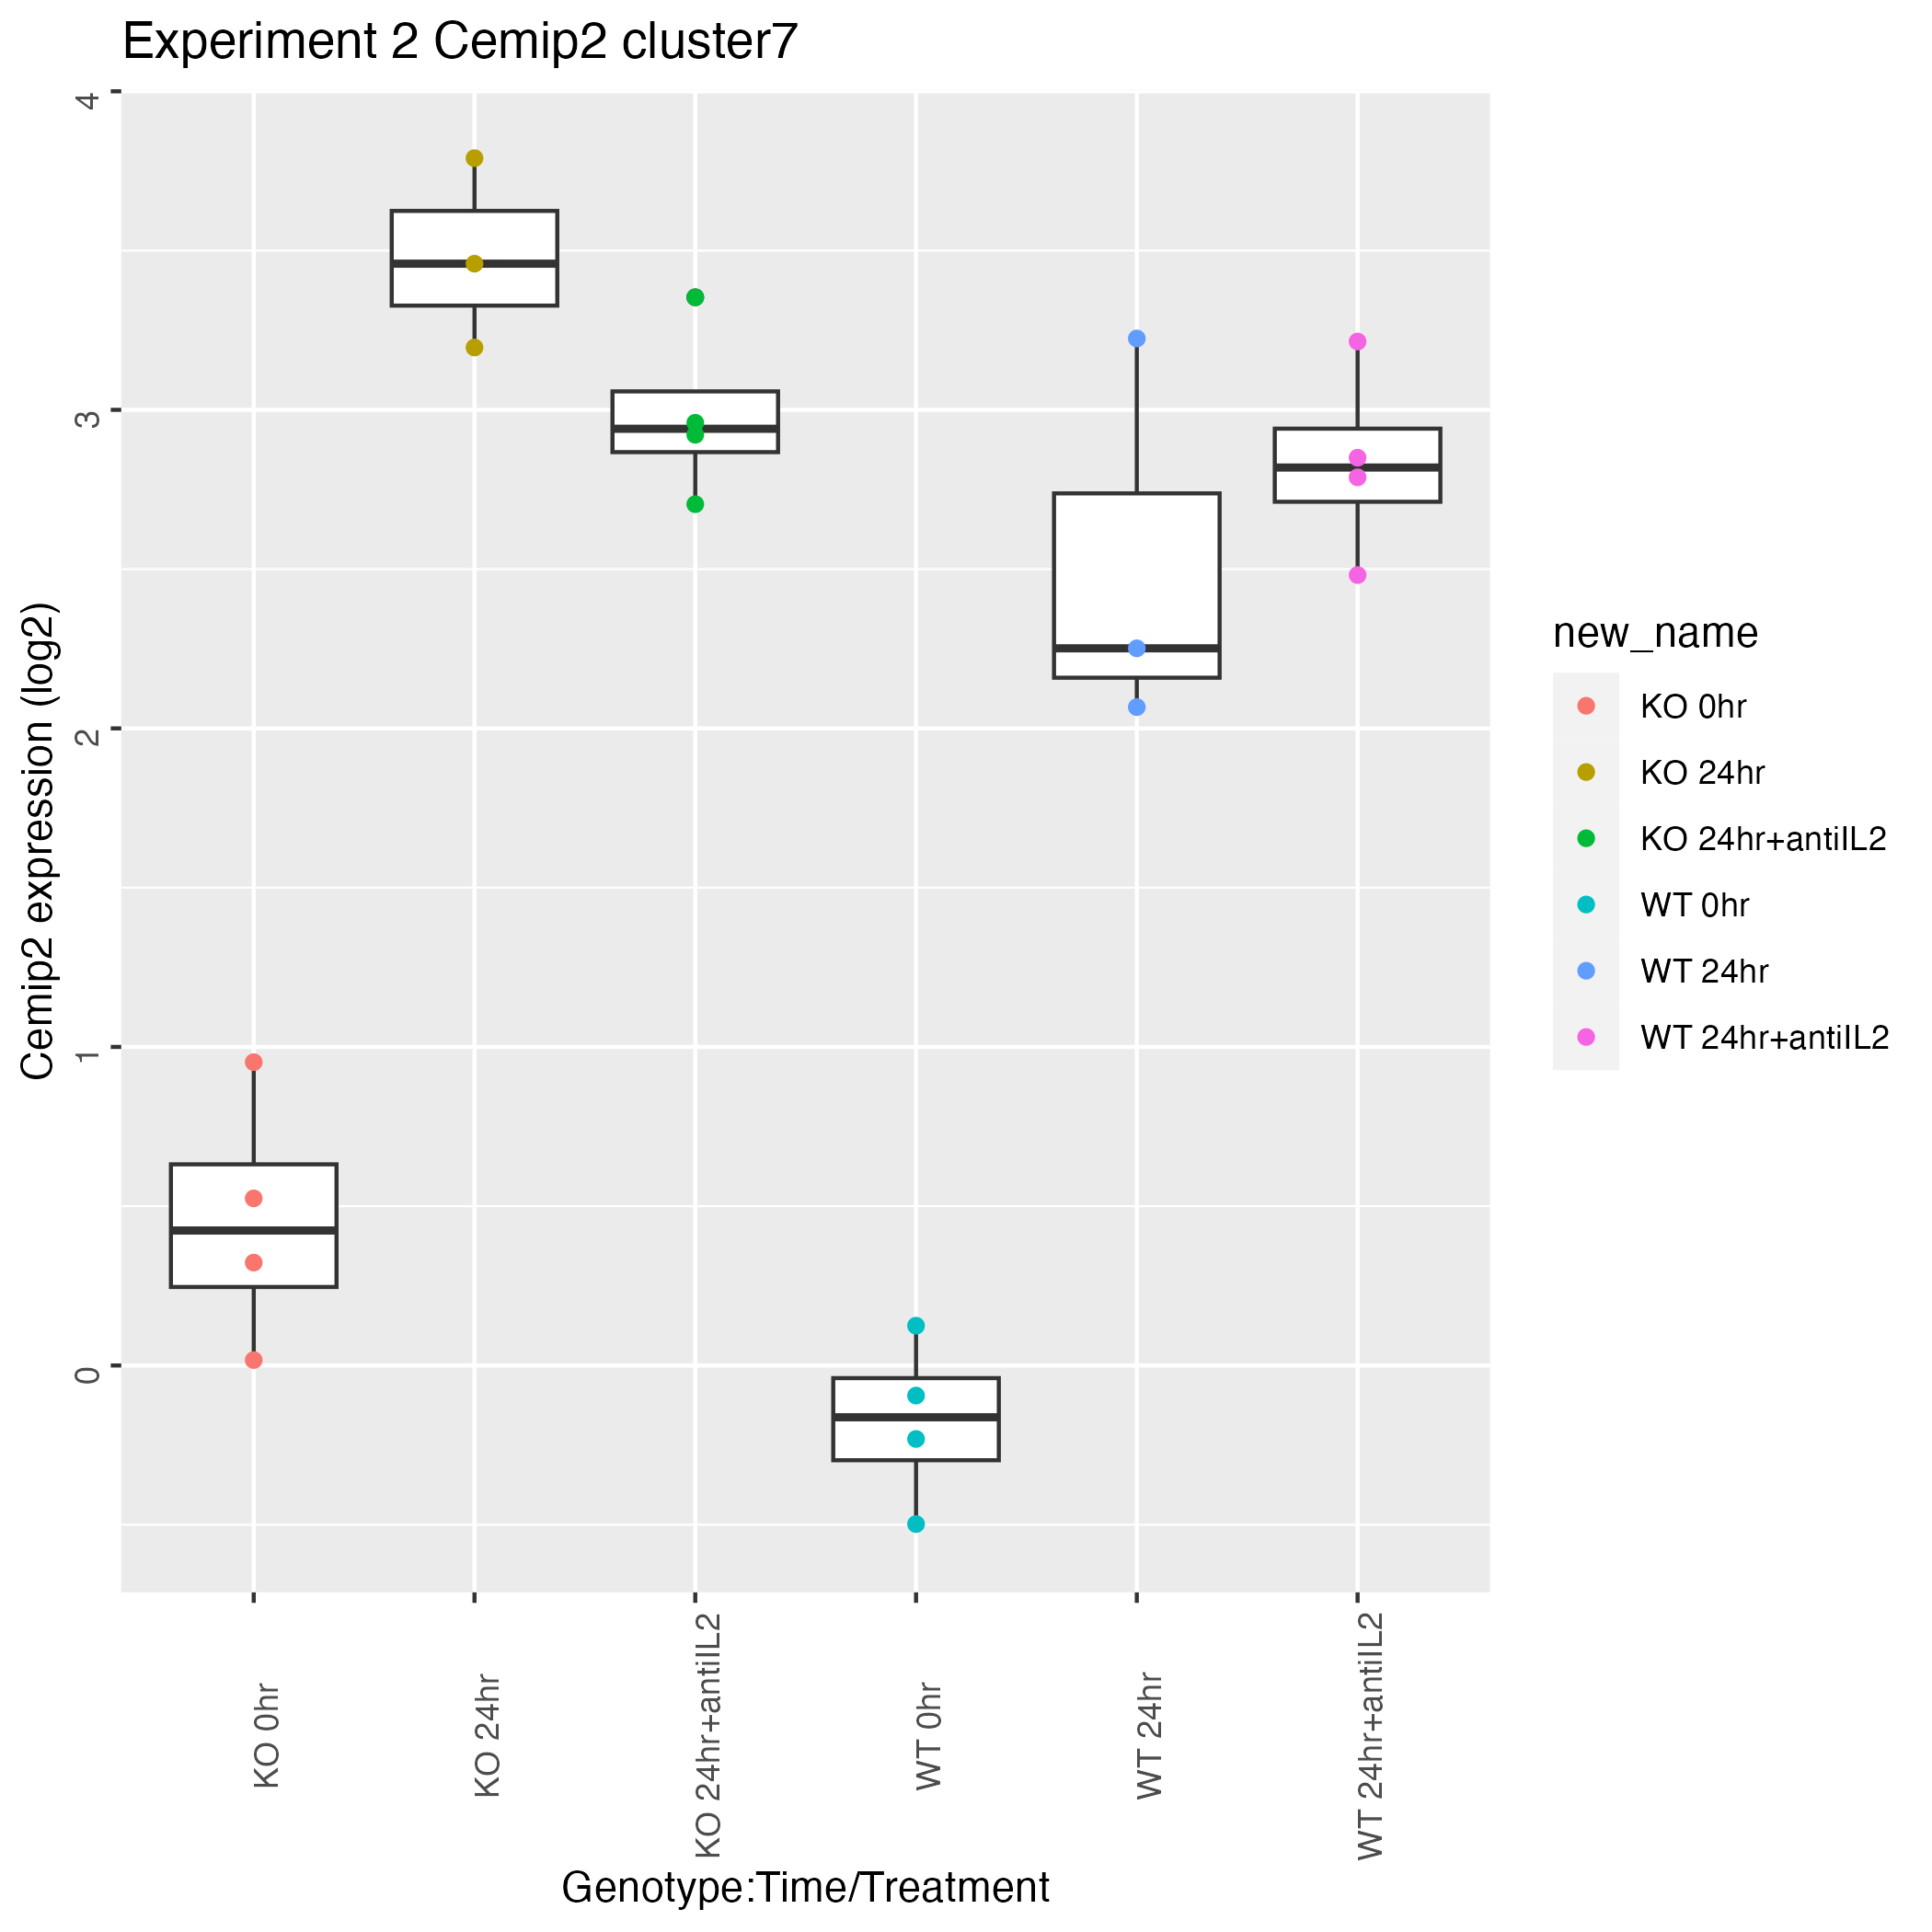 Experiment 2 Cemip2 cluster7
Cemip2 expression (log2)
4
3
2
1
0
KO 0hr
KO 24hr
KO 24hr+antiIL2
WT 0hr
WT 24hr
WT 24hr+antiIL2
Genotype:Time/Treatment
new_name
KO 0hr
KO 24hr
KO 24hr+antiIL2
WT 0hr
WT 24hr
WT 24hr+antiIL2